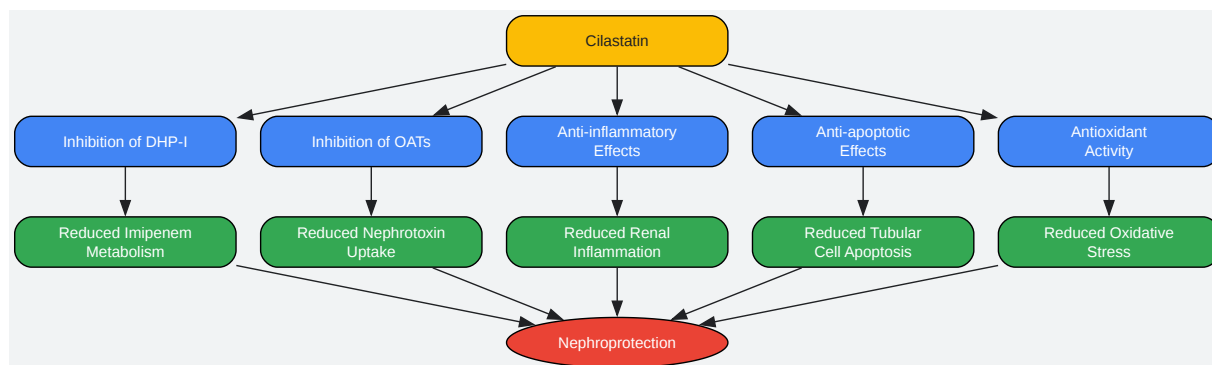 Cilastatin
Inhibition of DHP-I
Inhibition of OATs
Anti-inflammatory
Effects
Anti-apoptotic
Effects
Antioxidant
Activity
Reduced Imipenem
Metabolism
Reduced Nephrotoxin
Uptake
Reduced Renal
Inflammation
Reduced Tubular
Cell Apoptosis
Reduced Oxidative
Stress
Nephroprotection